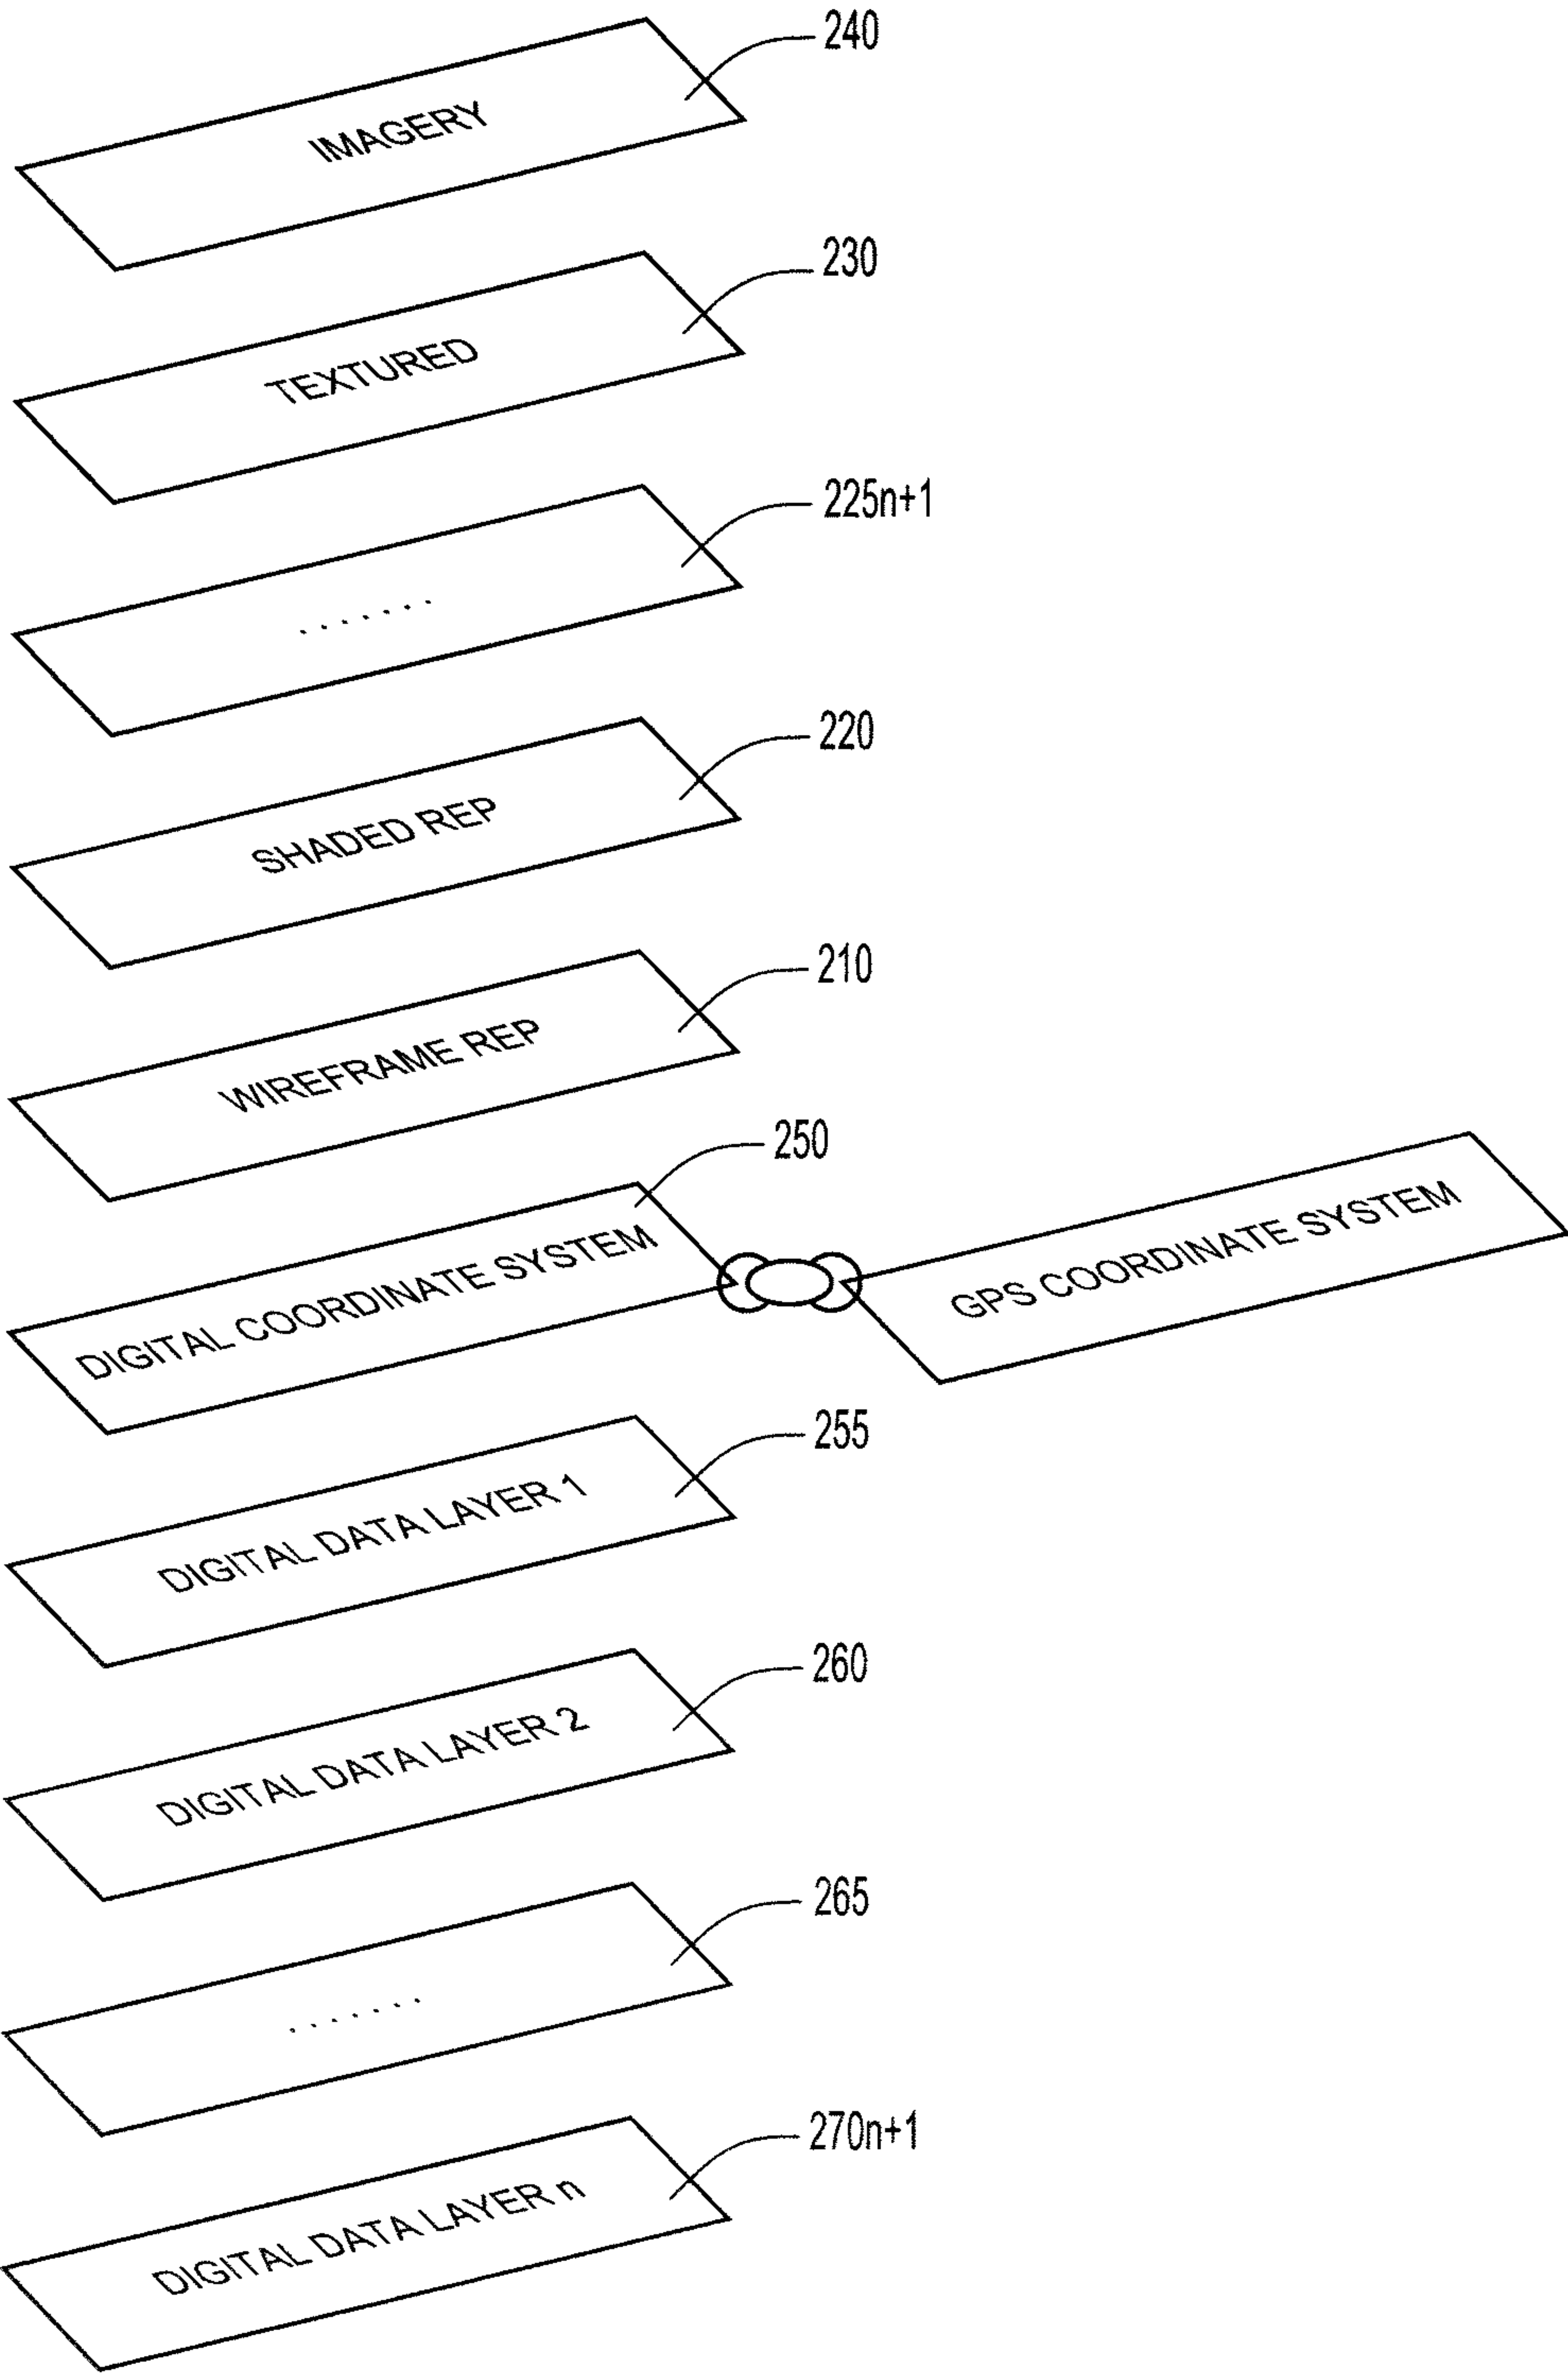 240
IMAGERY
230
TEXTURED
225n+1
.......
220
SHADED REP
210
WIREFRAME REP
250
DIGITAL COORDINATE SYSTEM
GPS COORDINATE SYSTEM
255
DIGITAL DATA LAYER 1
260
DIGITAL DATA LAYER 2
265
.......
270n+1
DIGITAL DATA LAYER n